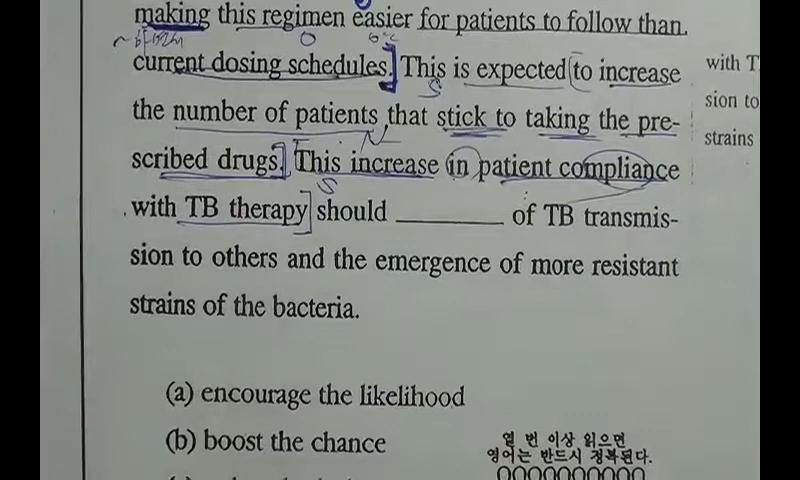 making this regimen easier for patients to follow than
current dosing schedules. This is expected to increase
the number of patients that stick to taking the pre-
scribed drugs. This increase in patient compliance
with TB therapy should ________ of TB transmis-
sion to others and the emergence of more resistant
strains of the bacteria.
with T
sion to
strains
(a) encourage the likelihood
(b) boost the chance
열 번 이상 읽으면
영어는 반드시 정복된다.